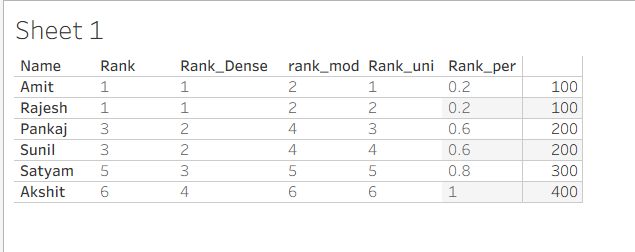 Sheet 1
Name Rank Rank_Dense rank_mod Rank_uni Rank_per
Amit 1 1 2 1 0.2 100
Rajesh 1 1 2 2 0.2 100
Pankaj 3 2 4 3 0.6 200
Sunil 3 2 4 4 0.6 200
Satyam 5 3 5 5 0.8 300
Akshit 6 4 6 6 1 400